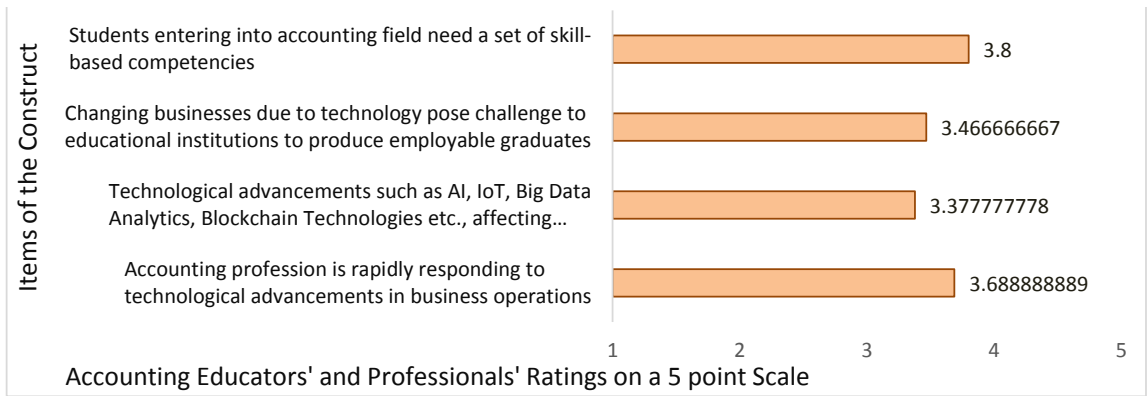 Items of the Construct
Students entering into accounting field need a set of skill-
based competencies
3.8
Changing businesses due to technology pose challenge to
educational institutions to produce employable graduates
3.466666667
Technological advancements such as AI, IoT, Big Data
Analytics, Blockchain Technologies etc., affecting…
3.377777778
Accounting profession is rapidly responding to
technological advancements in business operations
3.688888889
1 2 3 4 5
Accounting Educators' and Professionals' Ratings on a 5 point Scale